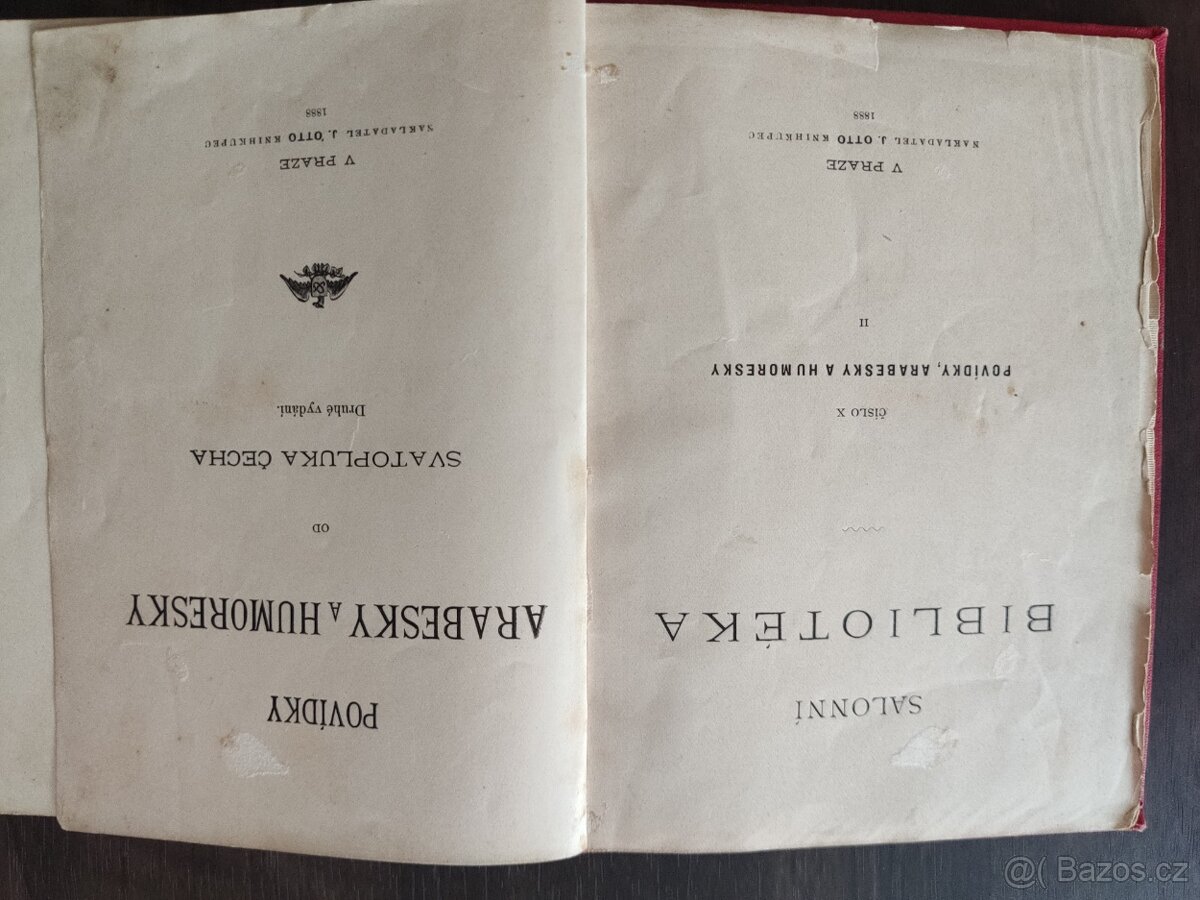 SALONNÍ
BIBLIOTÉKA
ČÍSLO X
POVÍDKY, ARABESKY A HUMORESKY
II
V PRAZE
NAKLADATEL J. OTTO KNIHKUPEC
1888
POVÍDKY
ARABESKY A HUMORESKY
OD
SVATOPLUKA ČECHA
Druhé vydání.
V PRAZE
NAKLADATEL J. OTTO KNIHKUPEC
1888
@( Bazos.cz